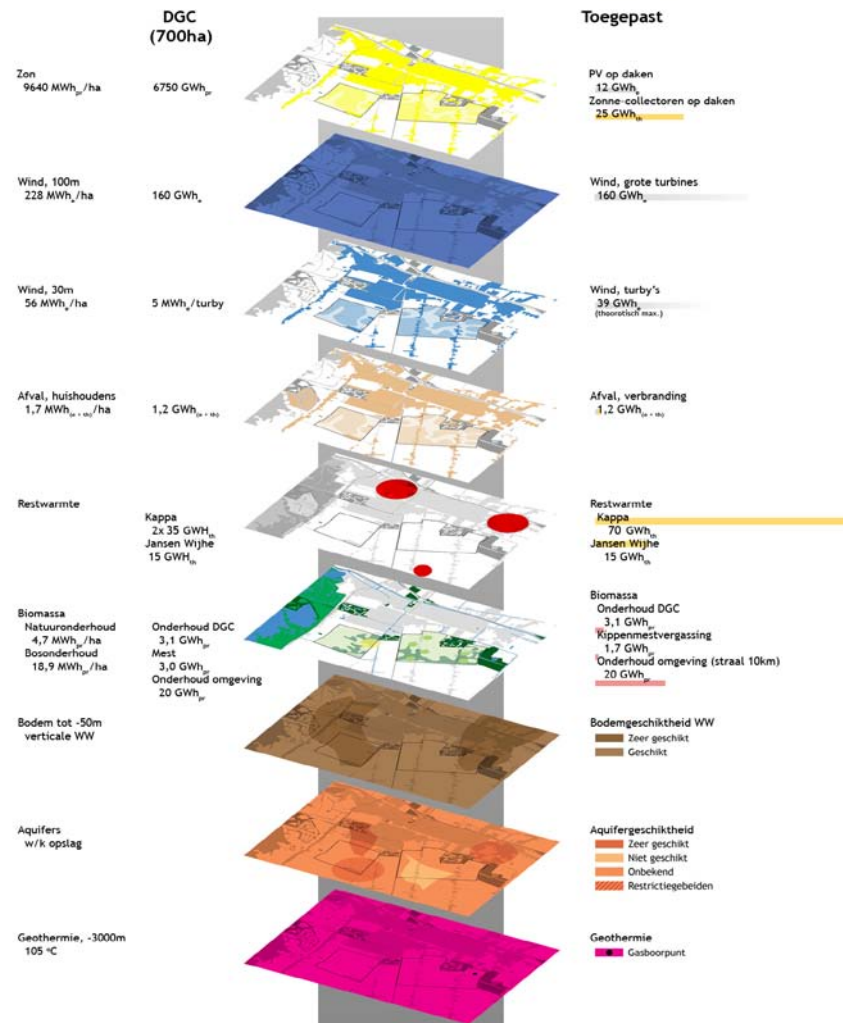 DGC
(700ha)
Toegepast
Zon
9640 MWhpr/ha
6750 GWhpr
PV op daken
12 GWhe
Zonne-collectoren op daken
25 GWhth
Wind, 100m
228 MWhe/ha
160 GWhe
Wind, grote turbines
160 GWhe
Wind, 30m
56 MWhe/ha
5 MWhe/turby
Wind, turby's
39 GWhe
(theorotisch max.)
Afval, huishoudens
1,7 MWh(e + th)/ha
1,2 GWh(e + th)
Afval, verbranding
1,2 GWh(e + th)
Restwarmte
Kappa
2x 35 GWHth
Jansen Wijhe
15 GWHth
Restwarmte
Kappa
70 GWhth
Jansen Wijhe
15 GWhth
Biomassa
Natuuronderhoud
4,7 MWhpr/ha
Bosonderhoud
18,9 MWhpr/ha
Onderhoud DGC
3,1 GWhpr
Mest
3,0 GWhpr
Onderhoud omgeving
20 GWhpr
Biomassa
Onderhoud DGC
3,1 GWhpr
Kippenmestvergassing
1,7 GWhpr
Onderhoud omgeving (straal 10km)
20 GWhpr
Bodem tot -50m
verticale WW
Bodemgeschiktheid WW
Zeer geschikt
Geschikt
Aquifers
w/k opslag
Aquifergeschiktheid
Zeer geschikt
Niet geschikt
Onbekend
Restrictiegebeiden
Geothermie, -3000m
105 °C
Geothermie
Gasboorpunt